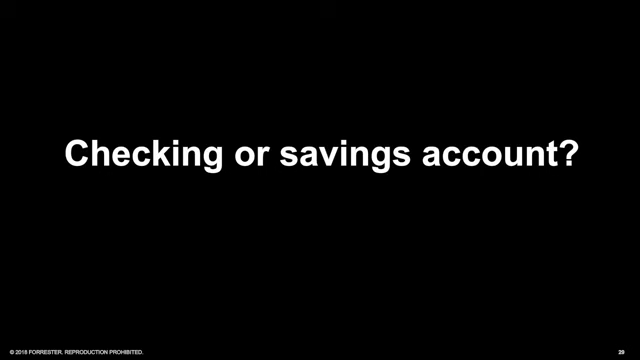 Checking or savings account?
© 2018 FORRESTER. REPRODUCTION PROHIBITED.
29